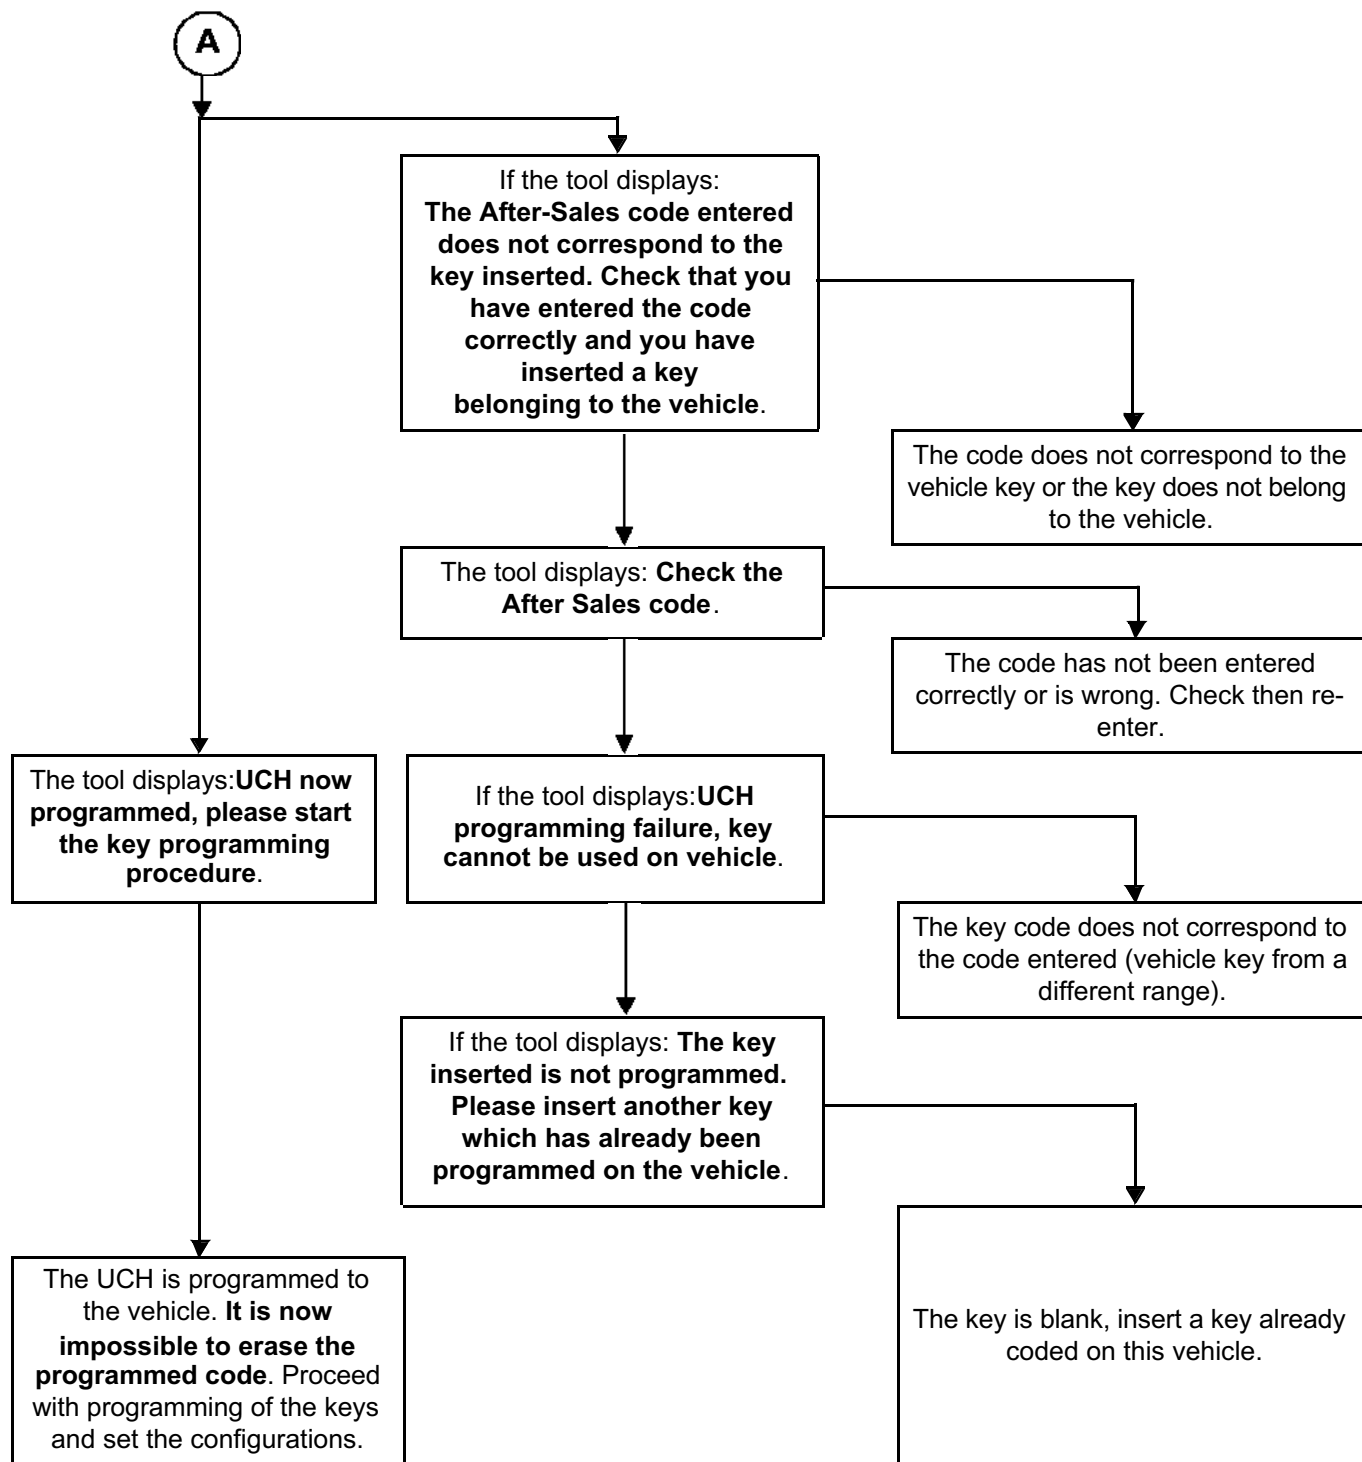 A
If the tool displays:
The After-Sales code entered
does not correspond to the
key inserted. Check that you
have entered the code
correctly and you have
inserted a key
belonging to the vehicle.
The code does not correspond to the
vehicle key or the key does not belong
to the vehicle.
The tool displays: Check the
After Sales code.
The code has not been entered
correctly or is wrong. Check then re-
enter.
The tool displays:UCH now
programmed, please start
the key programming
procedure.
If the tool displays:UCH
programming failure, key
cannot be used on vehicle.
The key code does not correspond to
the code entered (vehicle key from a
different range).
If the tool displays: The key
inserted is not programmed.
Please insert another key
which has already been
programmed on the vehicle.
The UCH is programmed to
the vehicle. It is now
impossible to erase the
programmed code. Proceed
with programming of the keys
and set the configurations.
The key is blank, insert a key already
coded on this vehicle.